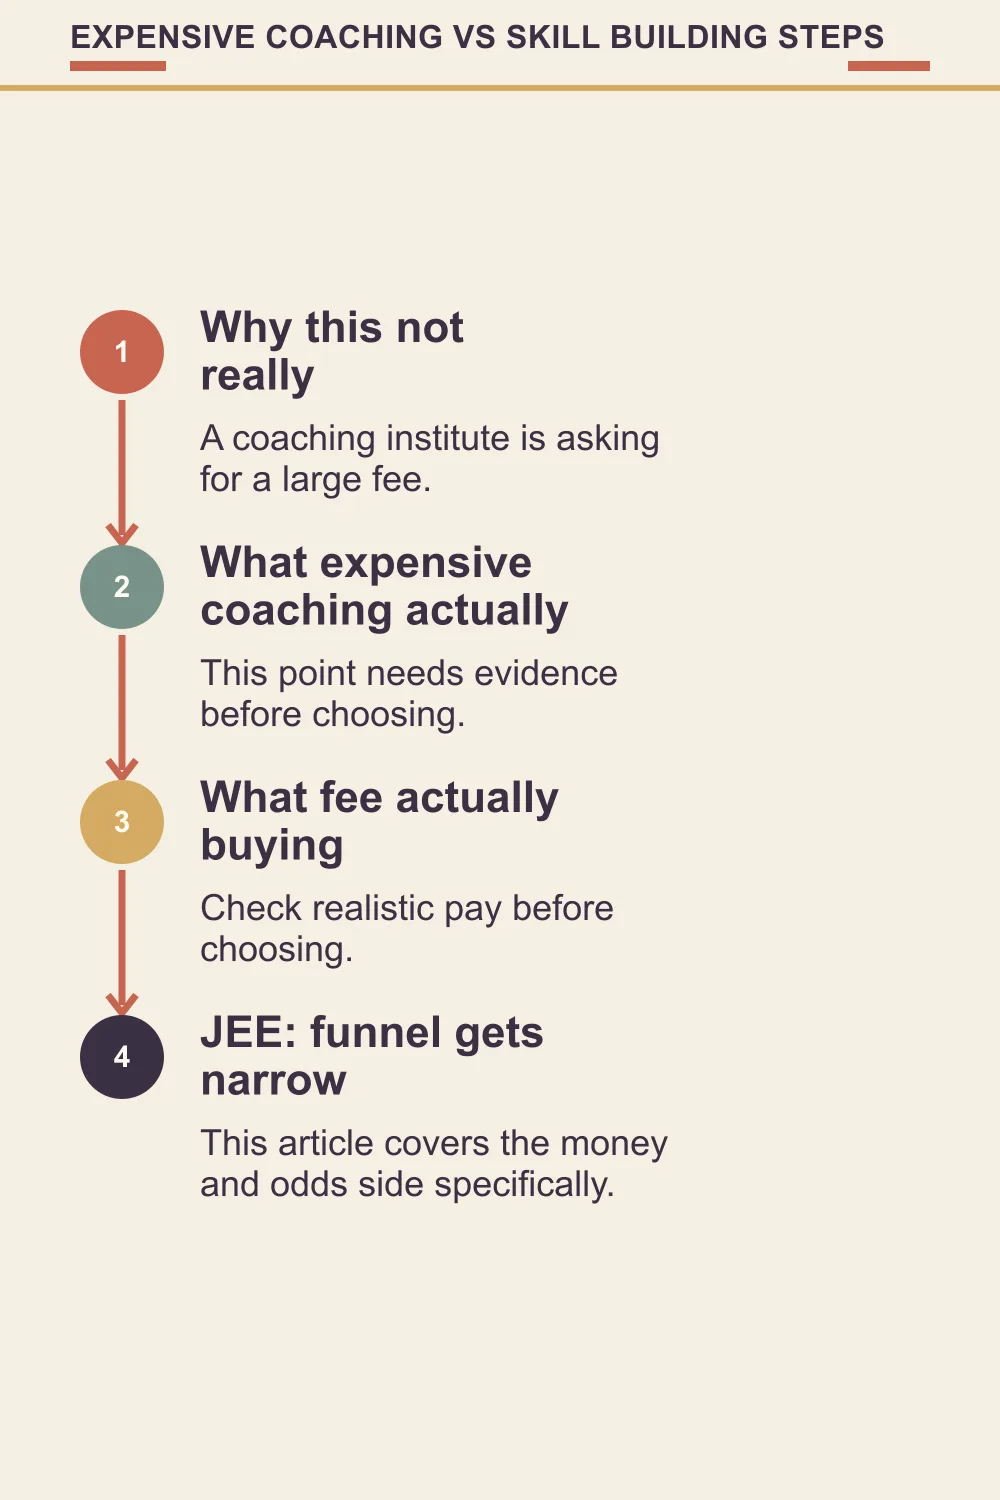 EXPENSIVE COACHING VS SKILL BUILDING STEPS
1
Why this not
really
A coaching institute is asking
for a large fee.
2
What expensive
coaching actually
This point needs evidence
before choosing.
3
What fee actually
buying
Check realistic pay before
choosing.
4
JEE: funnel gets
narrow
This article covers the money
and odds side specifically.